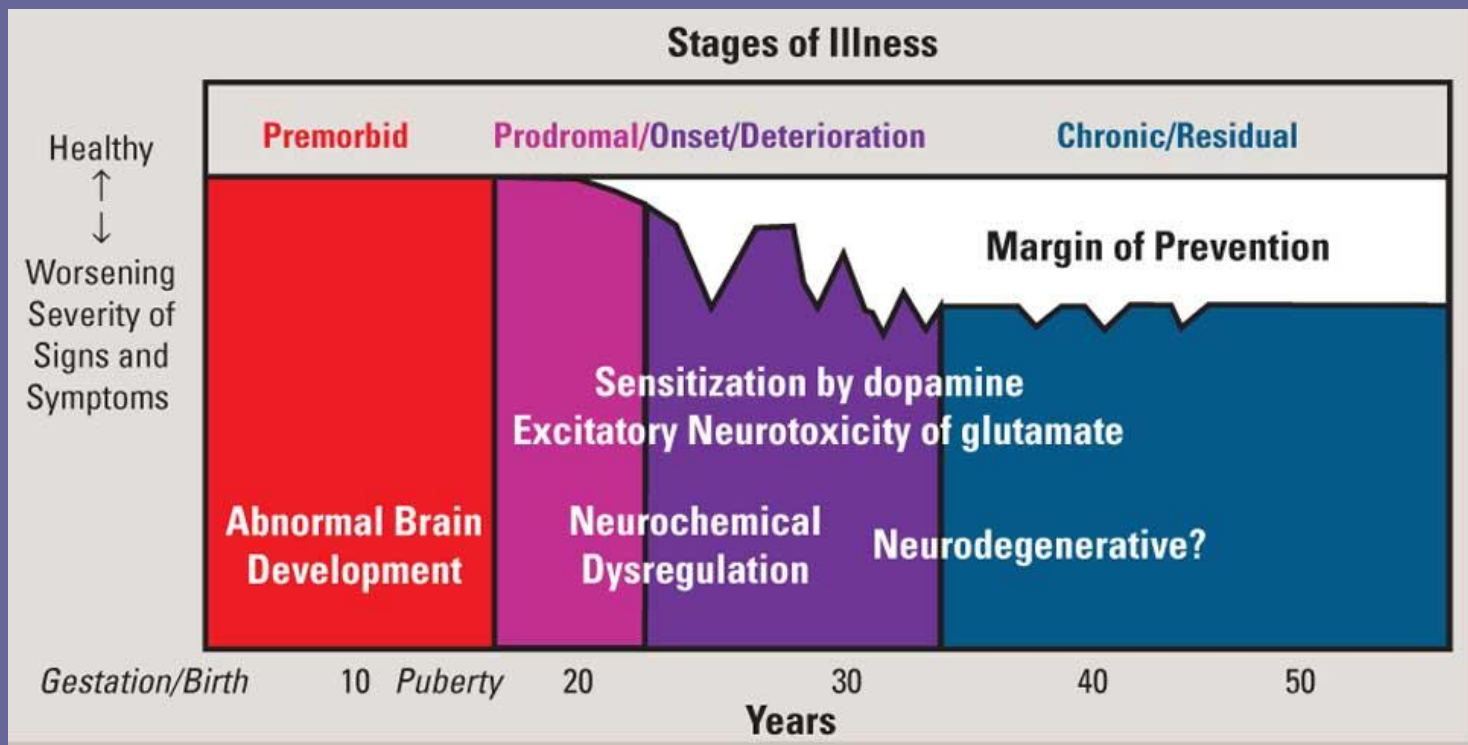 Stages of Illness
Premorbid
Prodromal/Onset/Deterioration
Chronic/Residual
Healthy
↑
↓
Worsening
Severity of
Signs and
Symptoms
Margin of Prevention
Sensitization by dopamine
Excitatory Neurotoxicity of glutamate
Abnormal Brain
Development
Neurochemical
Dysregulation
Neurodegenerative?
Gestation/Birth 10 Puberty 20 30 40 50
Years